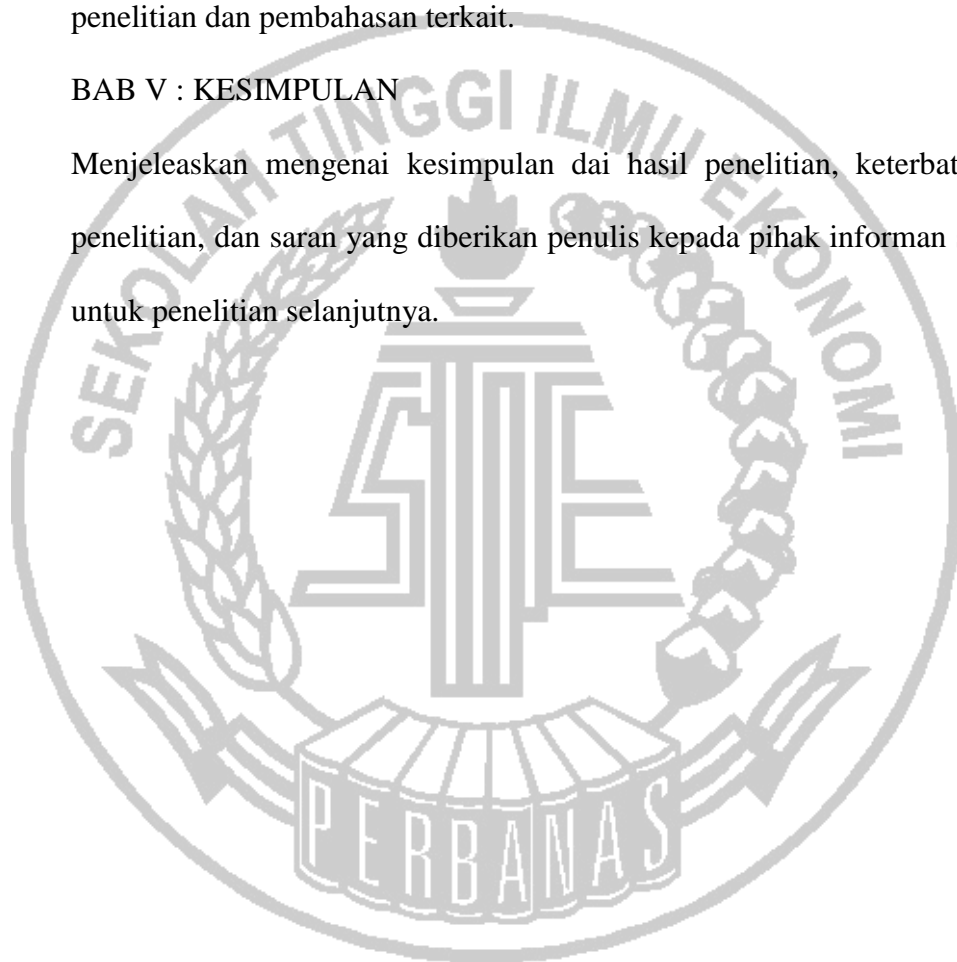 penelitian dan pembahasan terkait.
BAB V : KESIMPULAN
Menjeleaskan mengenai kesimpulan dai hasil penelitian, keterbat
penelitian, dan saran yang diberikan penulis kepada pihak informan
untuk penelitian selanjutnya.
SEKOLAH TINGGI ILMU EKONOMI
PERBANAS